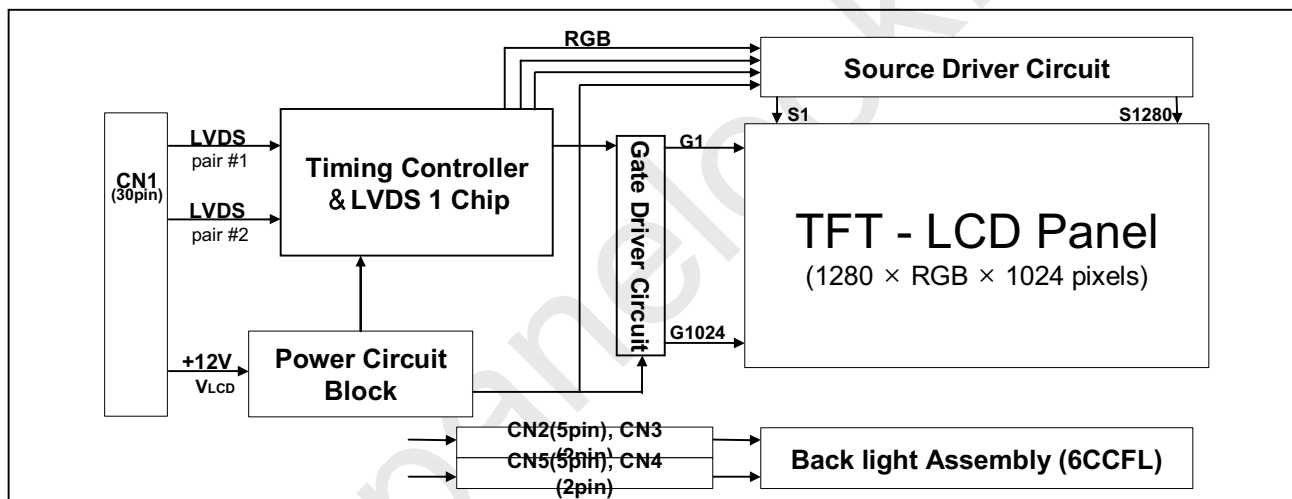 RGB
Source Driver Circuit
S1
S1280
CN1
(30pin)
LVDS
pair #1
LVDS
pair #2
Timing Controller
& LVDS 1 Chip
Gate Driver Circuit
G1
G1024
TFT - LCD Panel
(1280 × RGB × 1024 pixels)
+12V
VLCD
Power Circuit
Block
CN2(5pin), CN3
(2pin)
CN5(5pin), CN4
(2pin)
Back light Assembly (6CCFL)